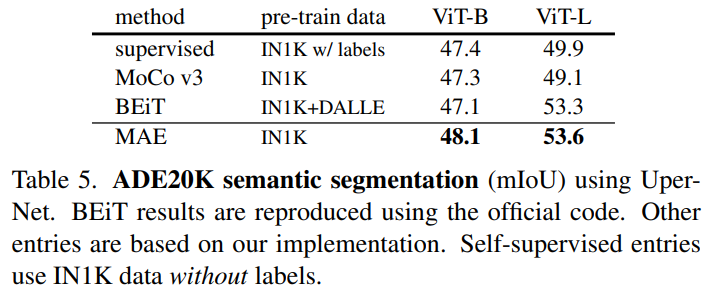 method pre-train data ViT-B ViT-L
supervised IN1K w/ labels 47.4 49.9
MoCo v3 IN1K 47.3 49.1
BEiT IN1K+DALLE 47.1 53.3
MAE IN1K 48.1 53.6
Table 5. ADE20K semantic segmentation (mIoU) using Uper-
Net. BEiT results are reproduced using the official code. Other
entries are based on our implementation. Self-supervised entries
use IN1K data without labels.